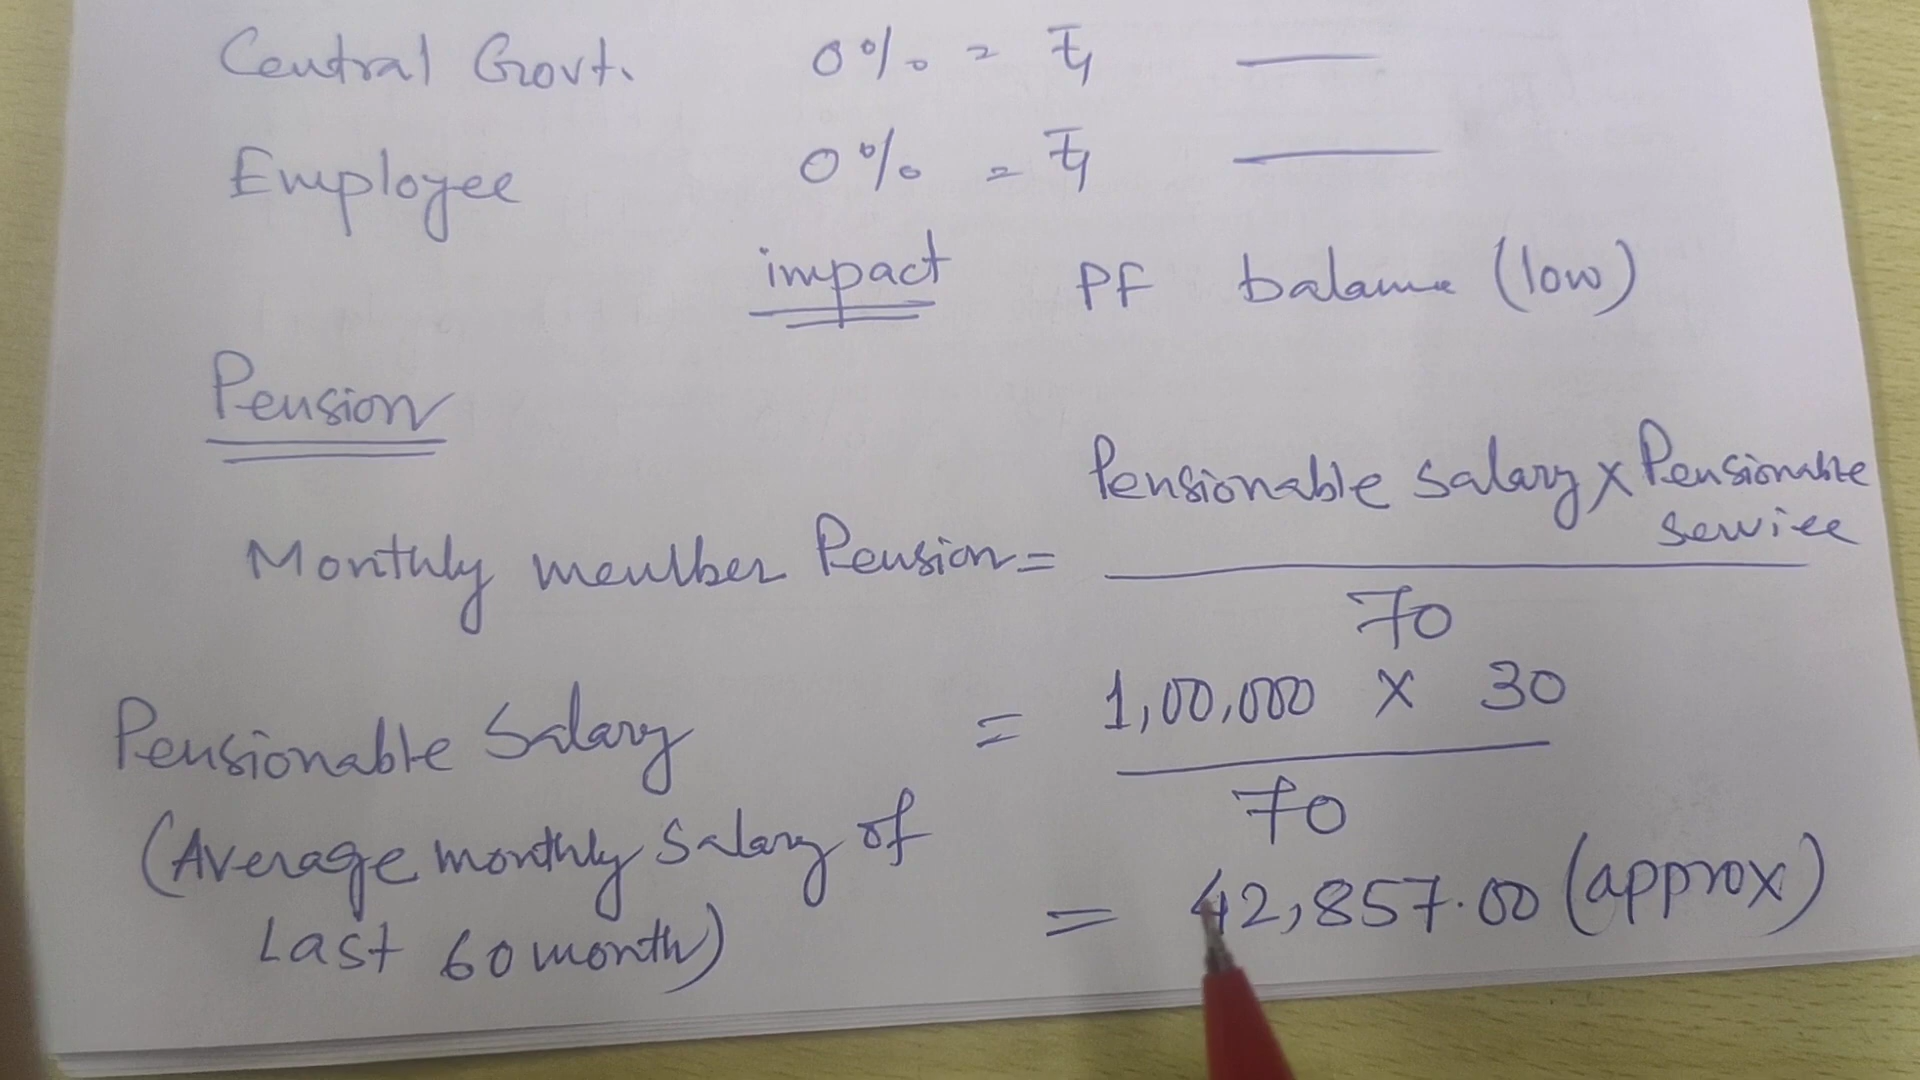 Central Govt. 0% = ₹ —
Employee 0% = ₹ —
impact PF balance (low)
Pension
Monthly member Pension = Pensionable Salary x Pensionable service
70
Pensionable Salary = 1,00,000 x 30
70
(Average monthly Salary of
Last 60 month) = 42,857.00 (approx)